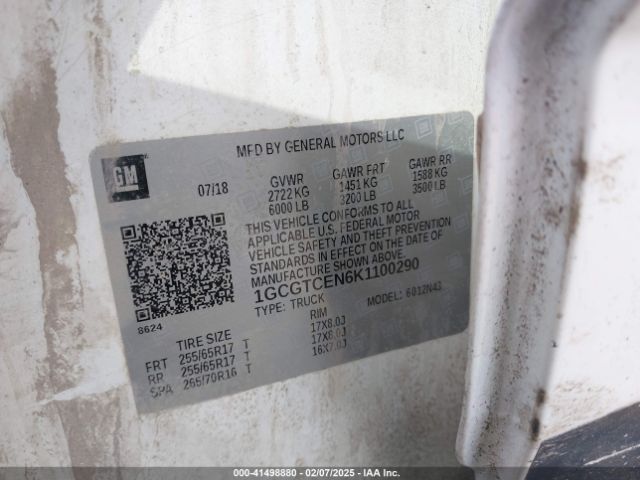 MFD BY GENERAL MOTORS LLC
GM
07/18
GVWR GAWR FRT GAWR RR
2722 KG 1451 KG 1588 KG
6000 LB 3200 LB 3500 LB
THIS VEHICLE CONFORMS TO ALL
APPLICABLE U.S. FEDERAL MOTOR
VEHICLE SAFETY AND THEFT PREVENTION
STANDARDS IN EFFECT ON THE DATE OF
MANUFACTURE SHOWN ABOVE.
1GCGTCEN6K1100290
TYPE: TRUCK MODEL: 6012N43
8624
TIRE SIZE RIM
FRT 255/65R17 T 17X8.0J
RR 255/65R17 T 17X8.0J
SPA 265/70R16 T 16X7.0J
000-41498880 - 02/07/2025 - IAA Inc.